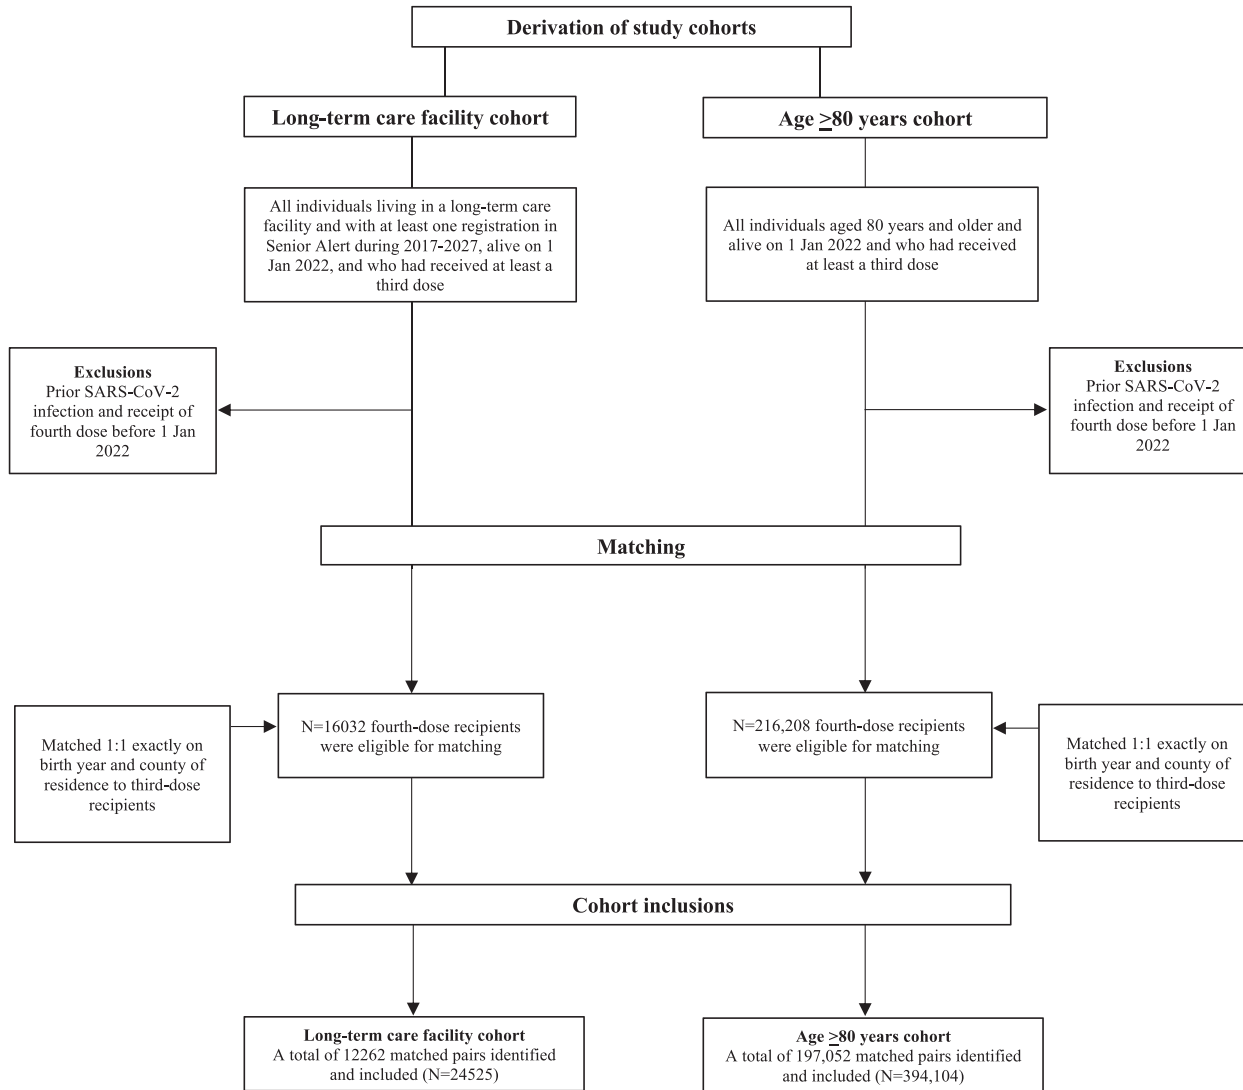 Derivation of study cohorts
Long-term care facility cohort
Age ≥80 years cohort
All individuals living in a long-term care
facility and with at least one registration in
Senior Alert during 2017-2027, alive on 1
Jan 2022, and who had received at least a
third dose
All individuals aged 80 years and older and
alive on 1 Jan 2022 and who had received
at least a third dose
Exclusions
Prior SARS-CoV-2
infection and receipt of
fourth dose before 1 Jan
2022
Exclusions
Prior SARS-CoV-2
infection and receipt of
fourth dose before 1 Jan
2022
Matching
Matched 1:1 exactly on
birth year and county of
residence to third-dose
recipients
N=16032 fourth-dose recipients
were eligible for matching
N=216,208 fourth-dose recipients
were eligible for matching
Matched 1:1 exactly on
birth year and county of
residence to third-dose
recipients
Cohort inclusions
Long-term care facility cohort
A total of 12262 matched pairs identified
and included (N=24525)
Age ≥80 years cohort
A total of 197,052 matched pairs identified
and included (N=394,104)